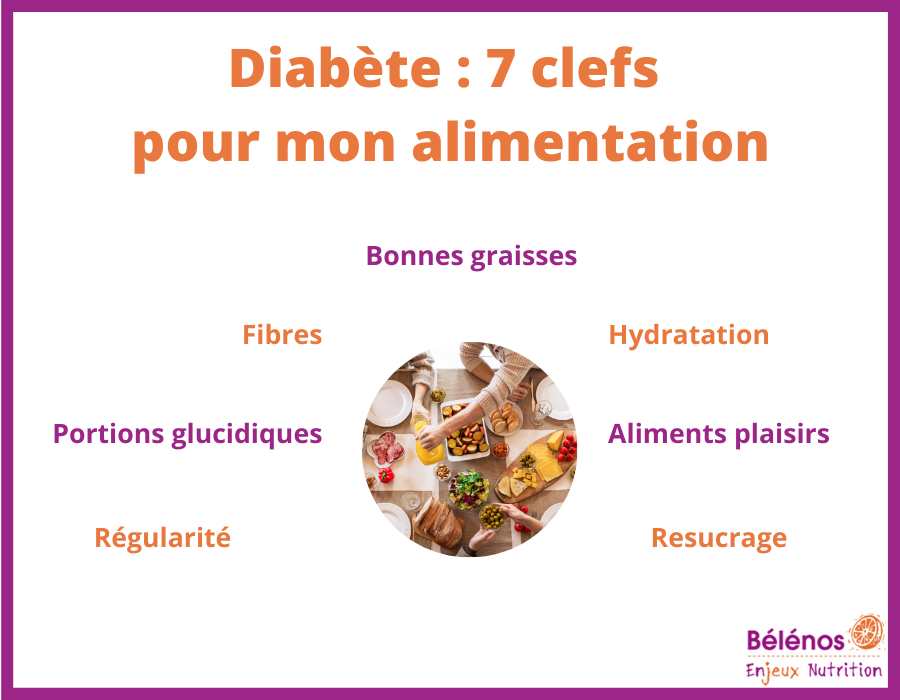 Diabète : 7 clefs
pour mon alimentation
Bonnes graisses
Fibres
Hydratation
Portions glucidiques
Aliments plaisirs
Régularité
Resucrage
Bélénos
Enjeux Nutrition